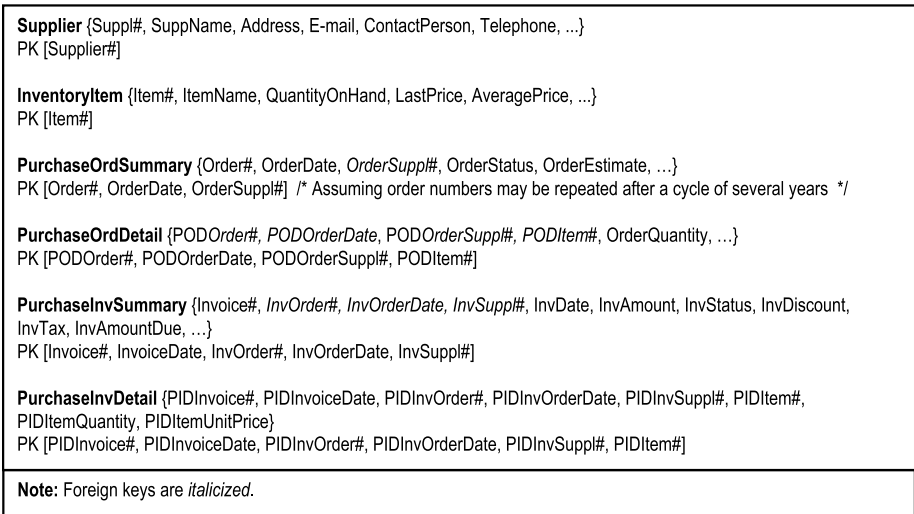 Supplier {Suppl#, SuppName, Address, E-mail, ContactPerson, Telephone, ...}
PK [Supplier#]
InventoryItem {Item#, ItemName, QuantityOnHand, LastPrice, AveragePrice, ...}
PK [Item#]
PurchaseOrdSummary {Order#, OrderDate, OrderSuppl#, OrderStatus, OrderEstimate, …}
PK [Order#, OrderDate, OrderSuppl#] /* Assuming order numbers may be repeated after a cycle of several years */
PurchaseOrdDetail {PODOrder#, PODOrderDate, PODOrderSuppl#, PODItem#, OrderQuantity, …}
PK [PODOrder#, PODOrderDate, PODOrderSuppl#, PODItem#]
PurchaseInvSummary {Invoice#, InvOrder#, InvOrderDate, InvSuppl#, InvDate, InvAmount, InvStatus, InvDiscount,
InvTax, InvAmountDue, …}
PK [Invoice#, InvoiceDate, InvOrder#, InvOrderDate, InvSuppl#]
PurchaseInvDetail {PIDInvoice#, PIDInvoiceDate, PIDInvOrder#, PIDInvOrderDate, PIDInvSuppl#, PIDItem#,
PIDItemQuantity, PIDItemUnitPrice}
PK [PIDInvoice#, PIDInvoiceDate, PIDInvOrder#, PIDInvOrderDate, PIDInvSuppl#, PIDItem#]
Note: Foreign keys are italicized.